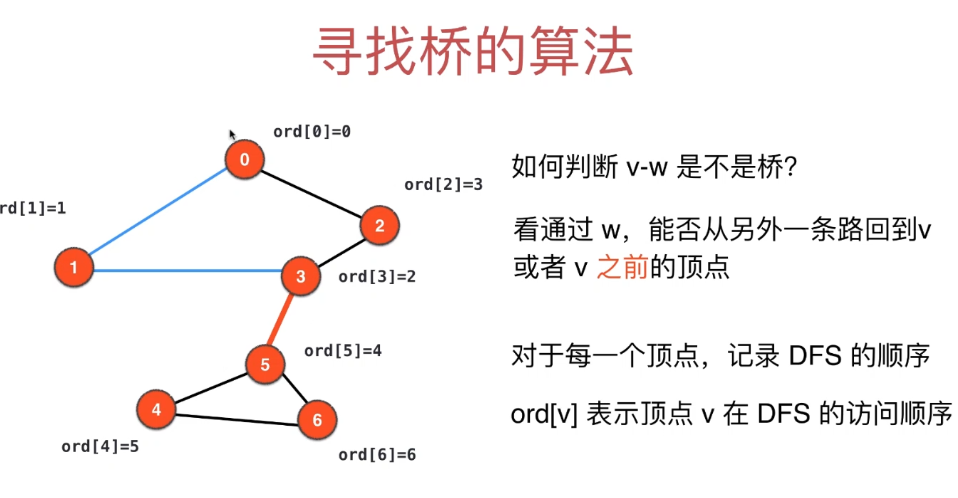 寻找桥的算法
ord[0]=0
0
如何判断 v-w 是不是桥?
ord[2]=3
rd[1]=1
2
看通过 w，能否从另外一条路回到v
或者 v 之前的顶点
1
3
ord[3]=2
ord[5]=4
对于每一个顶点，记录 DFS 的顺序
5
4
6
ord[v] 表示顶点 v 在 DFS 的访问顺序
ord[4]=5
ord[6]=6